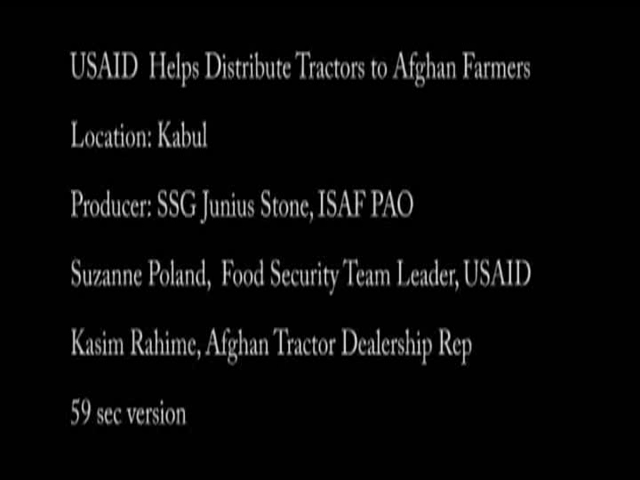 USAID Helps Distribute Tractors to Afghan Farmers
Location: Kabul
Producer: SSG Junius Stone, ISAF PAO
Suzanne Poland, Food Security Team Leader, USAID
Kasim Rahime, Afghan Tractor Dealership Rep
59 sec version